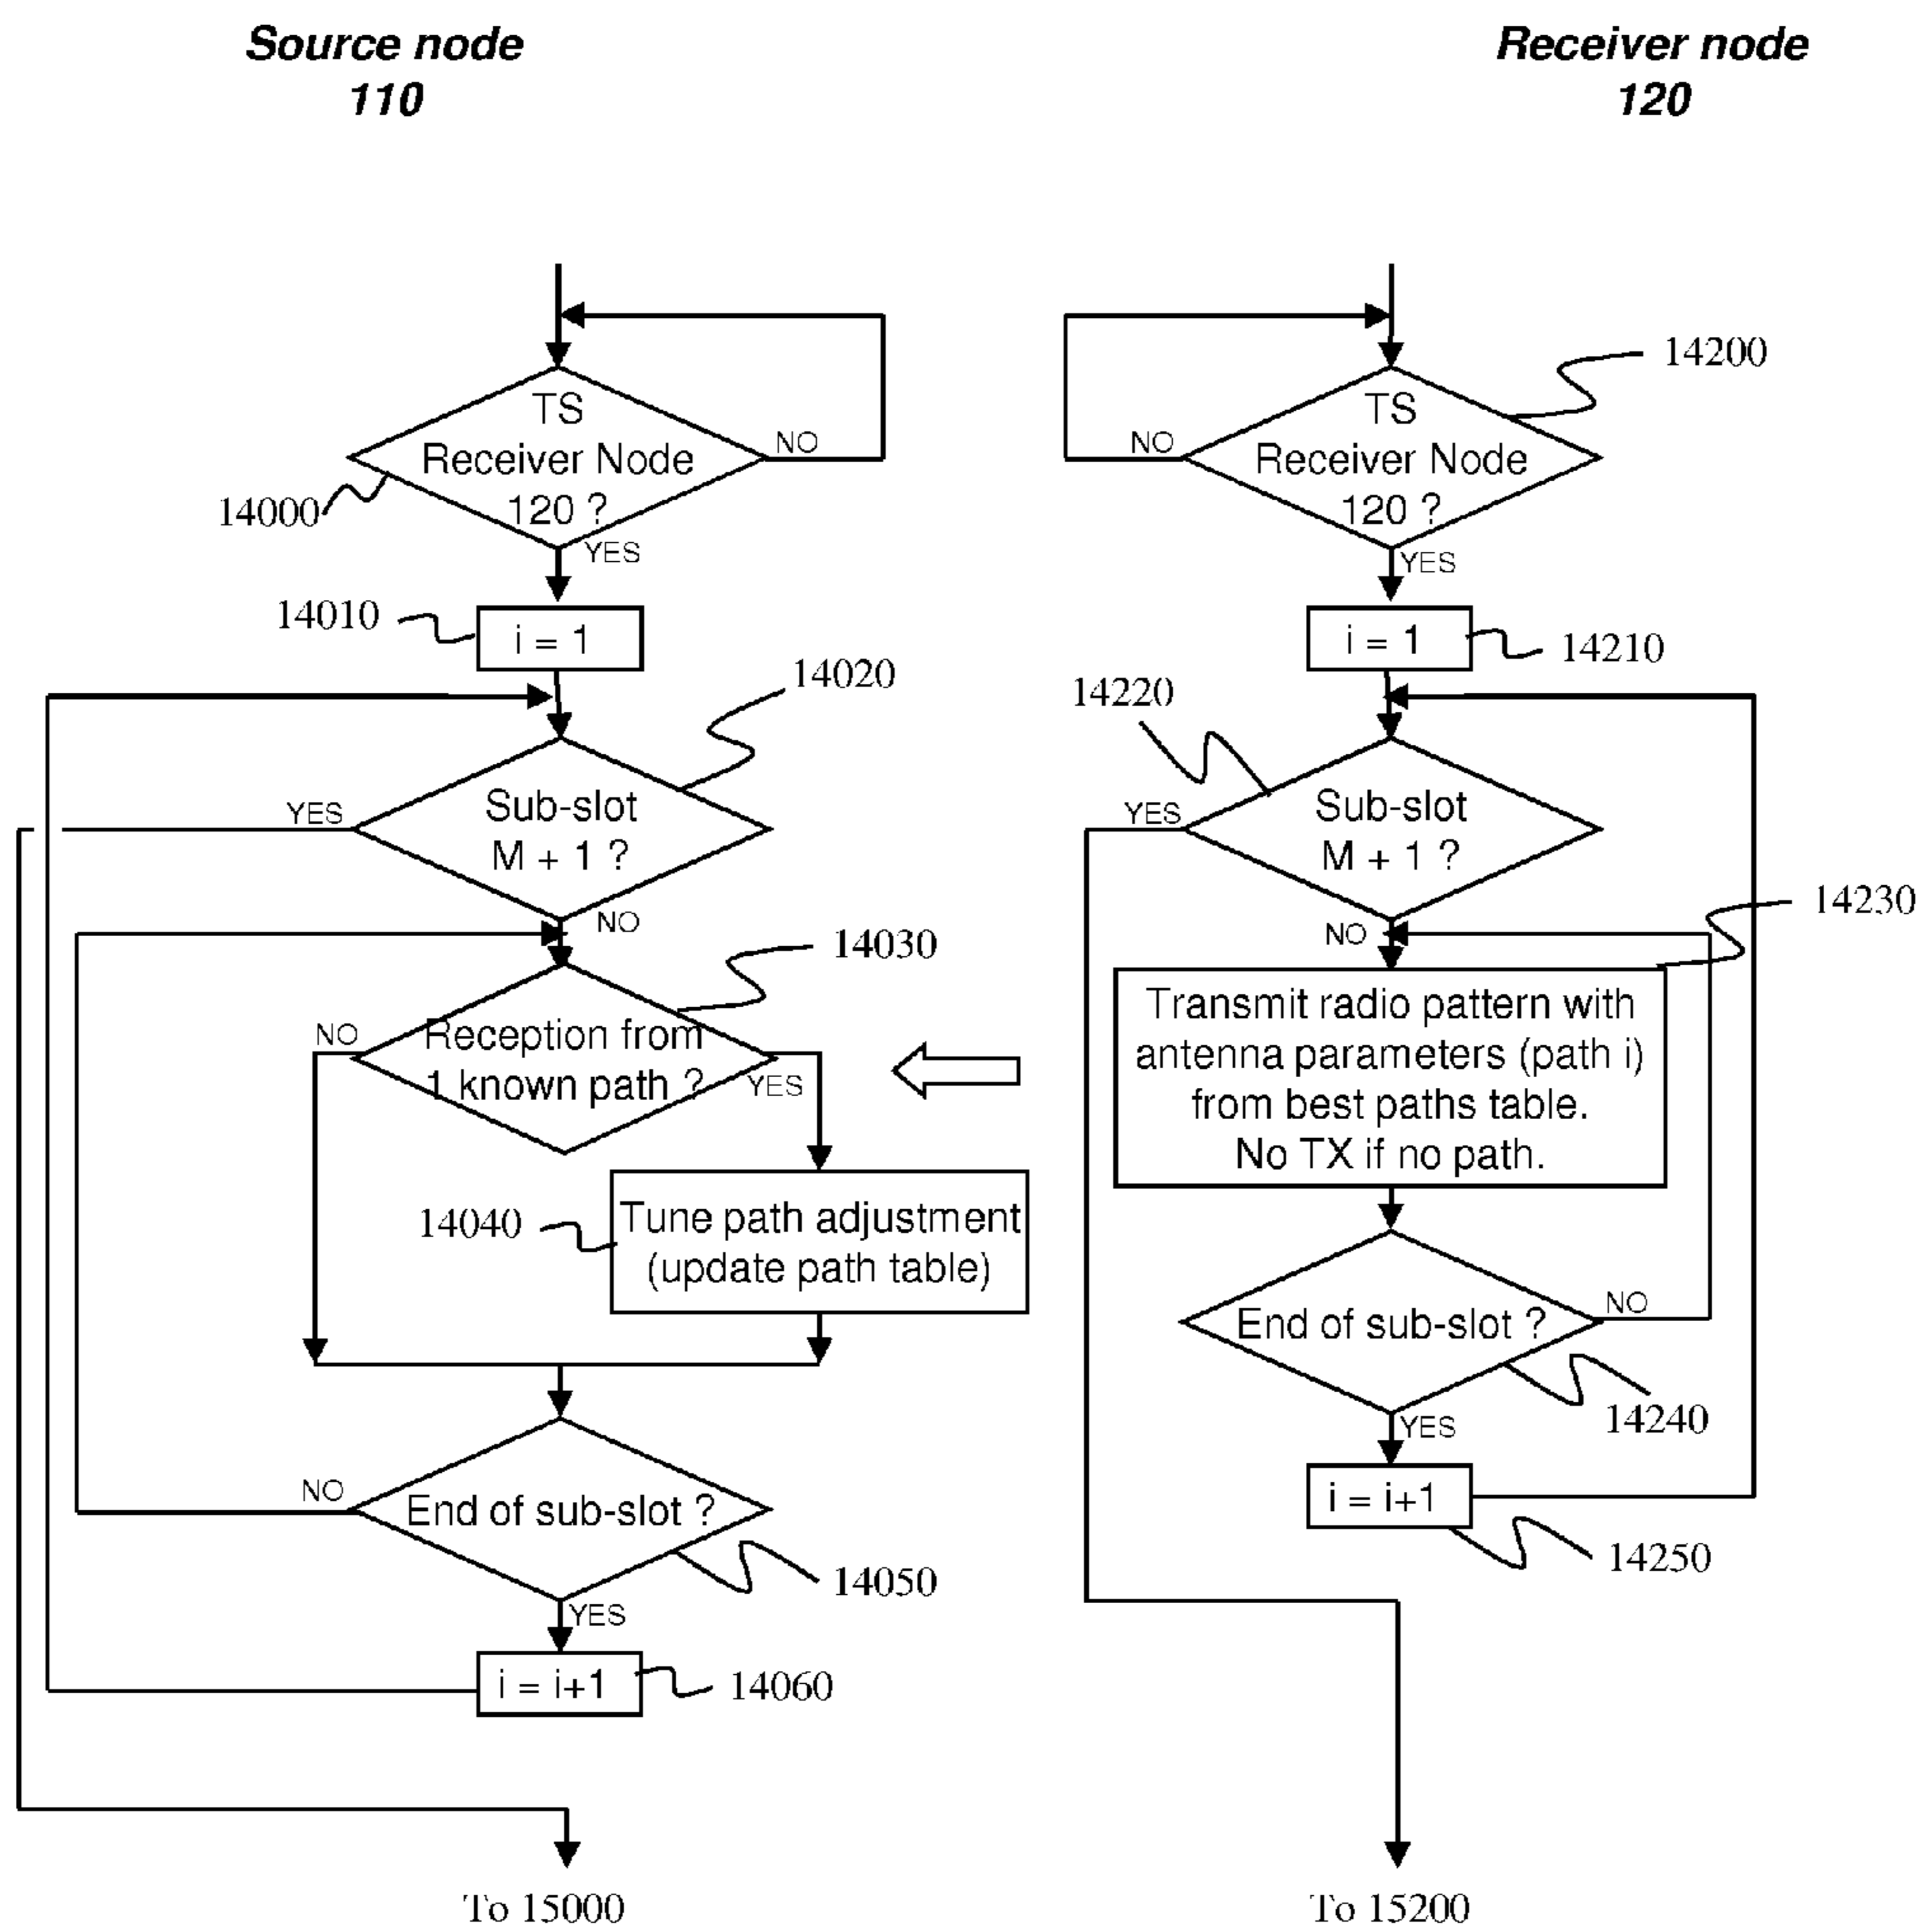 Source node
110
Receiver node
120
TS
Receiver Node
120 ?
NO
YES
14000
i = 1
14010
14020
Sub-slot
M + 1 ?
YES
NO
14030
Reception from
1 known path ?
NO
YES
14040
Tune path adjustment
(update path table)
End of sub-slot ?
NO
14050
YES
i = i+1
14060
To 15000
14200
TS
Receiver Node
120 ?
NO
YES
i = 1
14210
14220
Sub-slot
M + 1 ?
YES
NO
14230
Transmit radio pattern with
antenna parameters (path i)
from best paths table.
No TX if no path.
End of sub-slot ?
NO
14240
YES
i = i+1
14250
To 15200